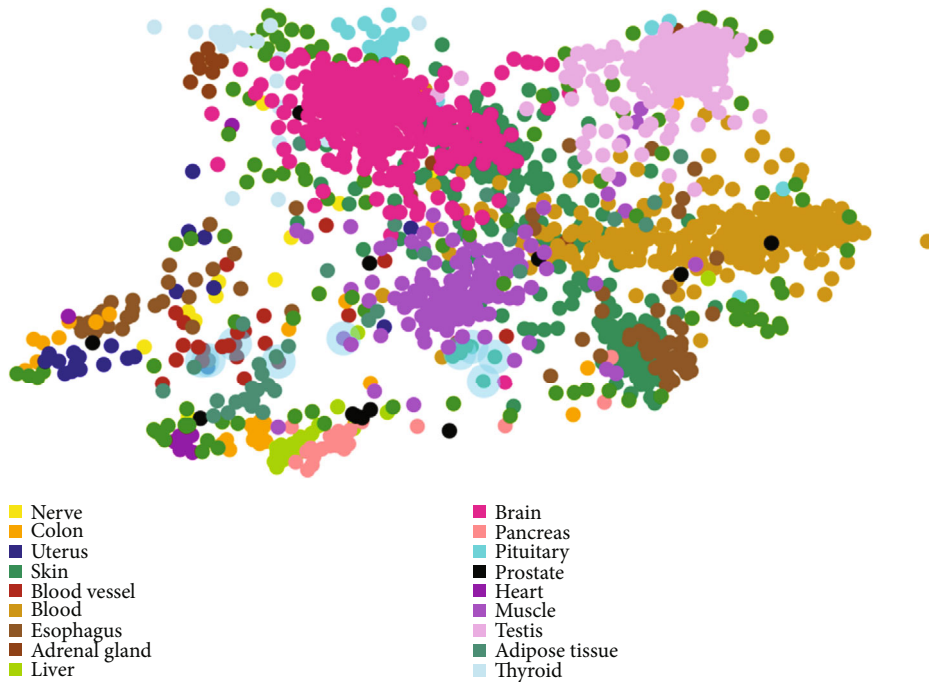 Nerve
Colon
Uterus
Skin
Blood vessel
Blood
Esophagus
Adrenal gland
Liver
Brain
Pancreas
Pituitary
Prostate
Heart
Muscle
Testis
Adipose tissue
Thyroid